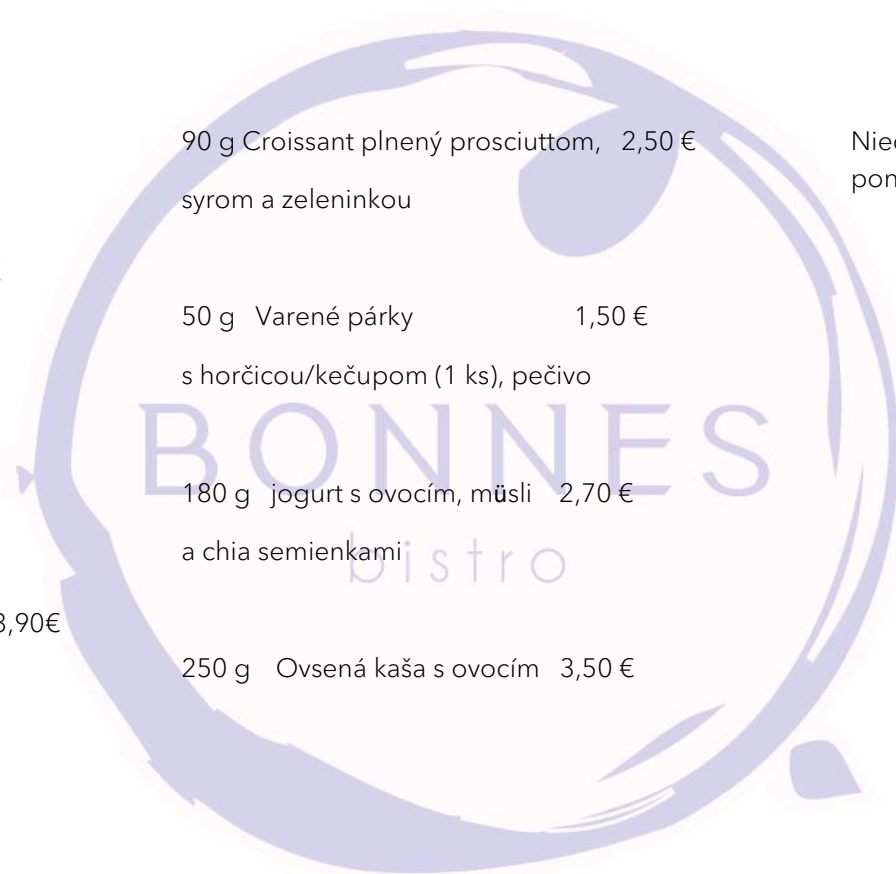 90 g Croissant plnený prosciuttom, 2,50 €
syrom a zeleninkou
50 g Varené párky 1,50 €
s horčicou/kečupom (1 ks), pečivo
BONNES
180 g jogurt s ovocím, müsli 2,70 €
a chia semienkami
bistro
,90€
250 g Ovsená kaša s ovocím 3,50 €